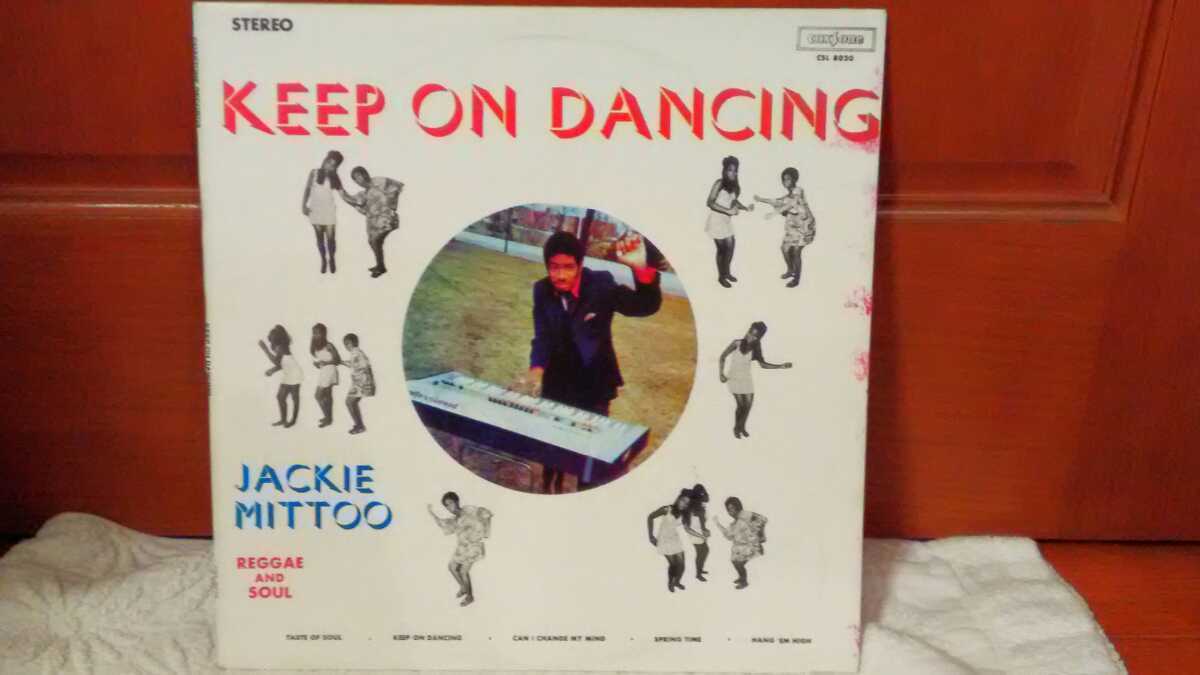 STEREO
Coxsone
CSL 8020
KEEP ON DANCING
JACKIE
MITTOO
REGGAE
AND
SOUL
TASTE OF SOUL • KEEP ON DANCING • CAN I CHANGE MY MIND • SPRING TIME • HANG 'EM HIGH